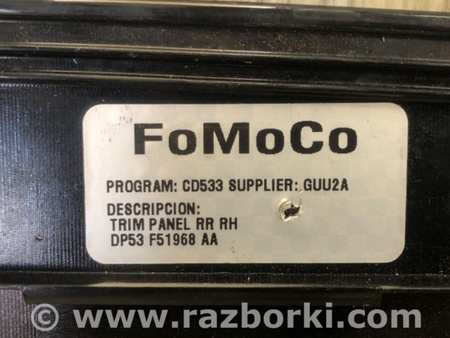 FoMoCo
PROGRAM: CD533 SUPPLIER: GUU2A
DESCRIPCION:
TRIM PANEL RR RH
DP53 F51968 AA
www.razborki.com